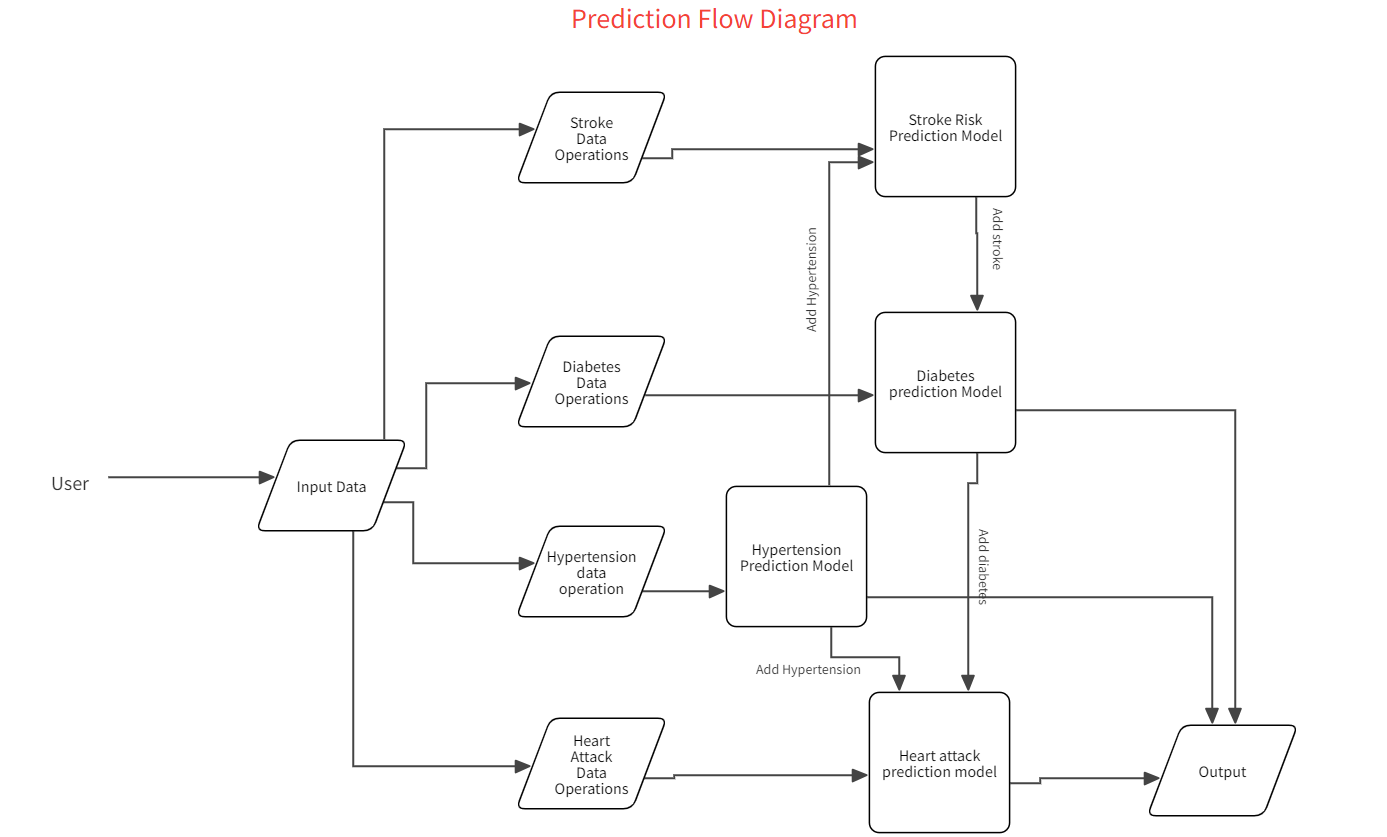 Prediction Flow Diagram
Stroke Risk
Prediction Model
Stroke
Data
Operations
Add stroke
Add Hypertension
Diabetes
Data
Operations
Diabetes
prediction Model
User
Input Data
Hypertension
data
operation
Hypertension
Prediction Model
Add diabetes
Add Hypertension
Heart
Attack
Data
Operations
Heart attack
prediction model
Output